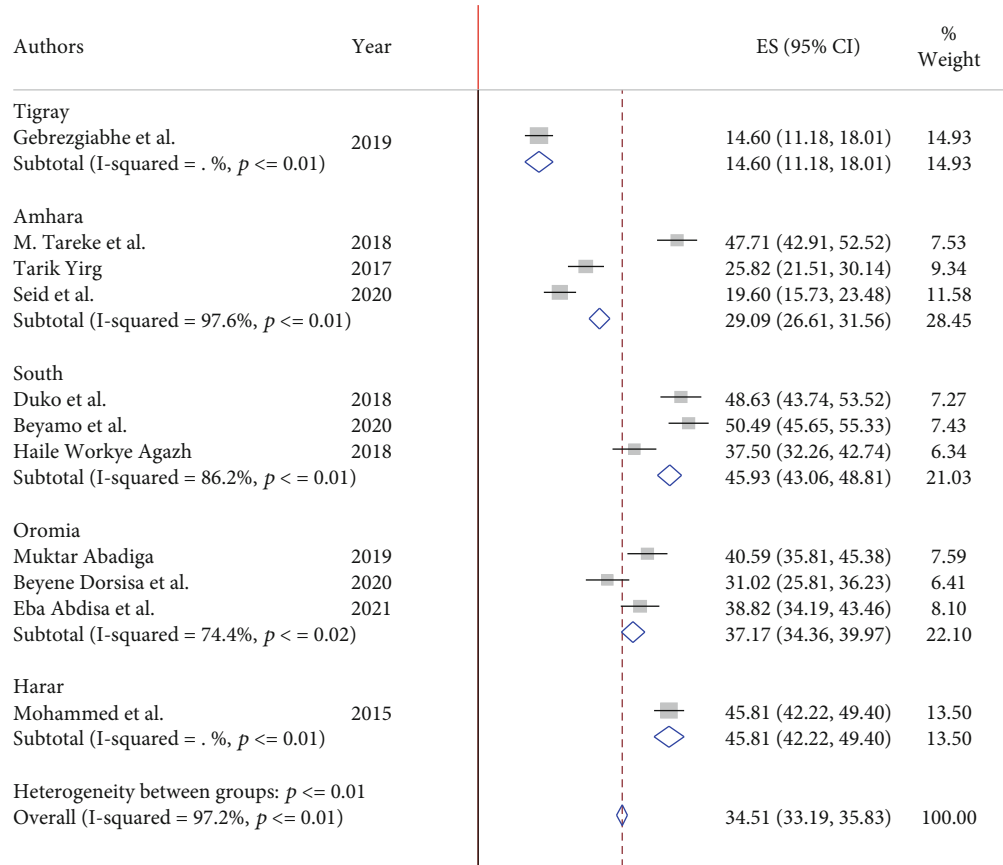 Authors Year ES (95% CI) % Weight
Tigray
Gebrezgiabhe et al. 2019 14.60 (11.18, 18.01) 14.93
Subtotal (I-squared = . %, p <= 0.01) 14.60 (11.18, 18.01) 14.93
Amhara
M. Tareke et al. 2018 47.71 (42.91, 52.52) 7.53
Tarik Yirg 2017 25.82 (21.51, 30.14) 9.34
Seid et al. 2020 19.60 (15.73, 23.48) 11.58
Subtotal (I-squared = 97.6%, p <= 0.01) 29.09 (26.61, 31.56) 28.45
South
Duko et al. 2018 48.63 (43.74, 53.52) 7.27
Beyamo et al. 2020 50.49 (45.65, 55.33) 7.43
Haile Workye Agazh 2018 37.50 (32.26, 42.74) 6.34
Subtotal (I-squared = 86.2%, p < = 0.01) 45.93 (43.06, 48.81) 21.03
Oromia
Muktar Abadiga 2019 40.59 (35.81, 45.38) 7.59
Beyene Dorsisa et al. 2020 31.02 (25.81, 36.23) 6.41
Eba Abdisa et al. 2021 38.82 (34.19, 43.46) 8.10
Subtotal (I-squared = 74.4%, p < = 0.02) 37.17 (34.36, 39.97) 22.10
Harar
Mohammed et al. 2015 45.81 (42.22, 49.40) 13.50
Subtotal (I-squared = . %, p <= 0.01) 45.81 (42.22, 49.40) 13.50
Heterogeneity between groups: p <= 0.01
Overall (I-squared = 97.2%, p <= 0.01) 34.51 (33.19, 35.83) 100.00